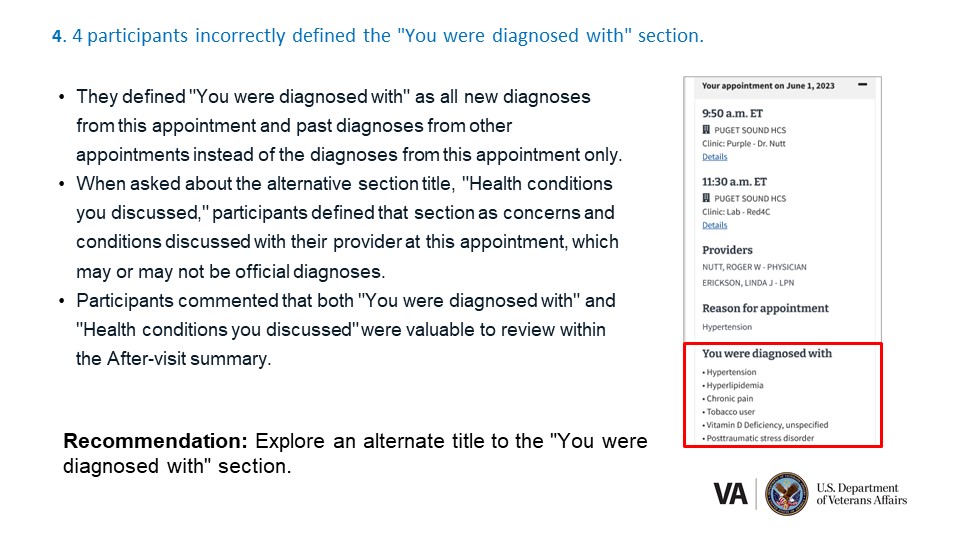 4. 4 participants incorrectly defined the "You were diagnosed with" section.
• They defined "You were diagnosed with" as all new diagnoses
from this appointment and past diagnoses from other
appointments instead of the diagnoses from this appointment only.
• When asked about the alternative section title, "Health conditions
you discussed," participants defined that section as concerns and
conditions discussed with their provider at this appointment, which
may or may not be official diagnoses.
• Participants commented that both "You were diagnosed with" and
"Health conditions you discussed" were valuable to review within
the After-visit summary.
Recommendation: Explore an alternate title to the "You were
diagnosed with" section.
Your appointment on June 1, 2023
9:50 a.m. ET
PUGET SOUND HCS
Clinic: Purple - Dr. Nutt
Details
11:30 a.m. ET
PUGET SOUND HCS
Clinic: Lab - Red4C
Details
Providers
NUTT, ROGER W - PHYSICIAN
ERICKSON, LINDA J - LPN
Reason for appointment
Hypertension
You were diagnosed with
• Hypertension
• Hyperlipidemia
• Chronic pain
• Tobacco user
• Vitamin D Deficiency, unspecified
• Posttraumatic stress disorder
VA
U.S. Department
of Veterans Affairs